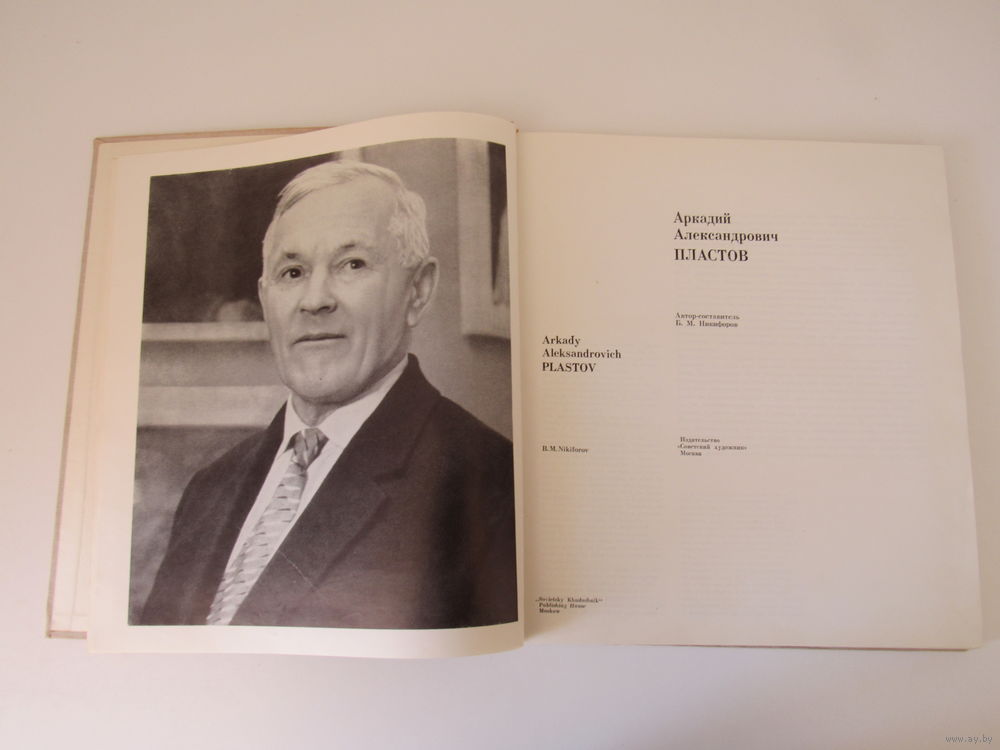 Аркадий
Александрович
ПЛАСТОВ
Автор-составитель
Б. М. Никифоров
Издательство
«Советский художник»
Москва
Arkady
Aleksandrovich
PLASTOV
B. M. Nikiforov
„Sovietsky Khudozhnik“
Publishing House
Moscow
www.ay.by